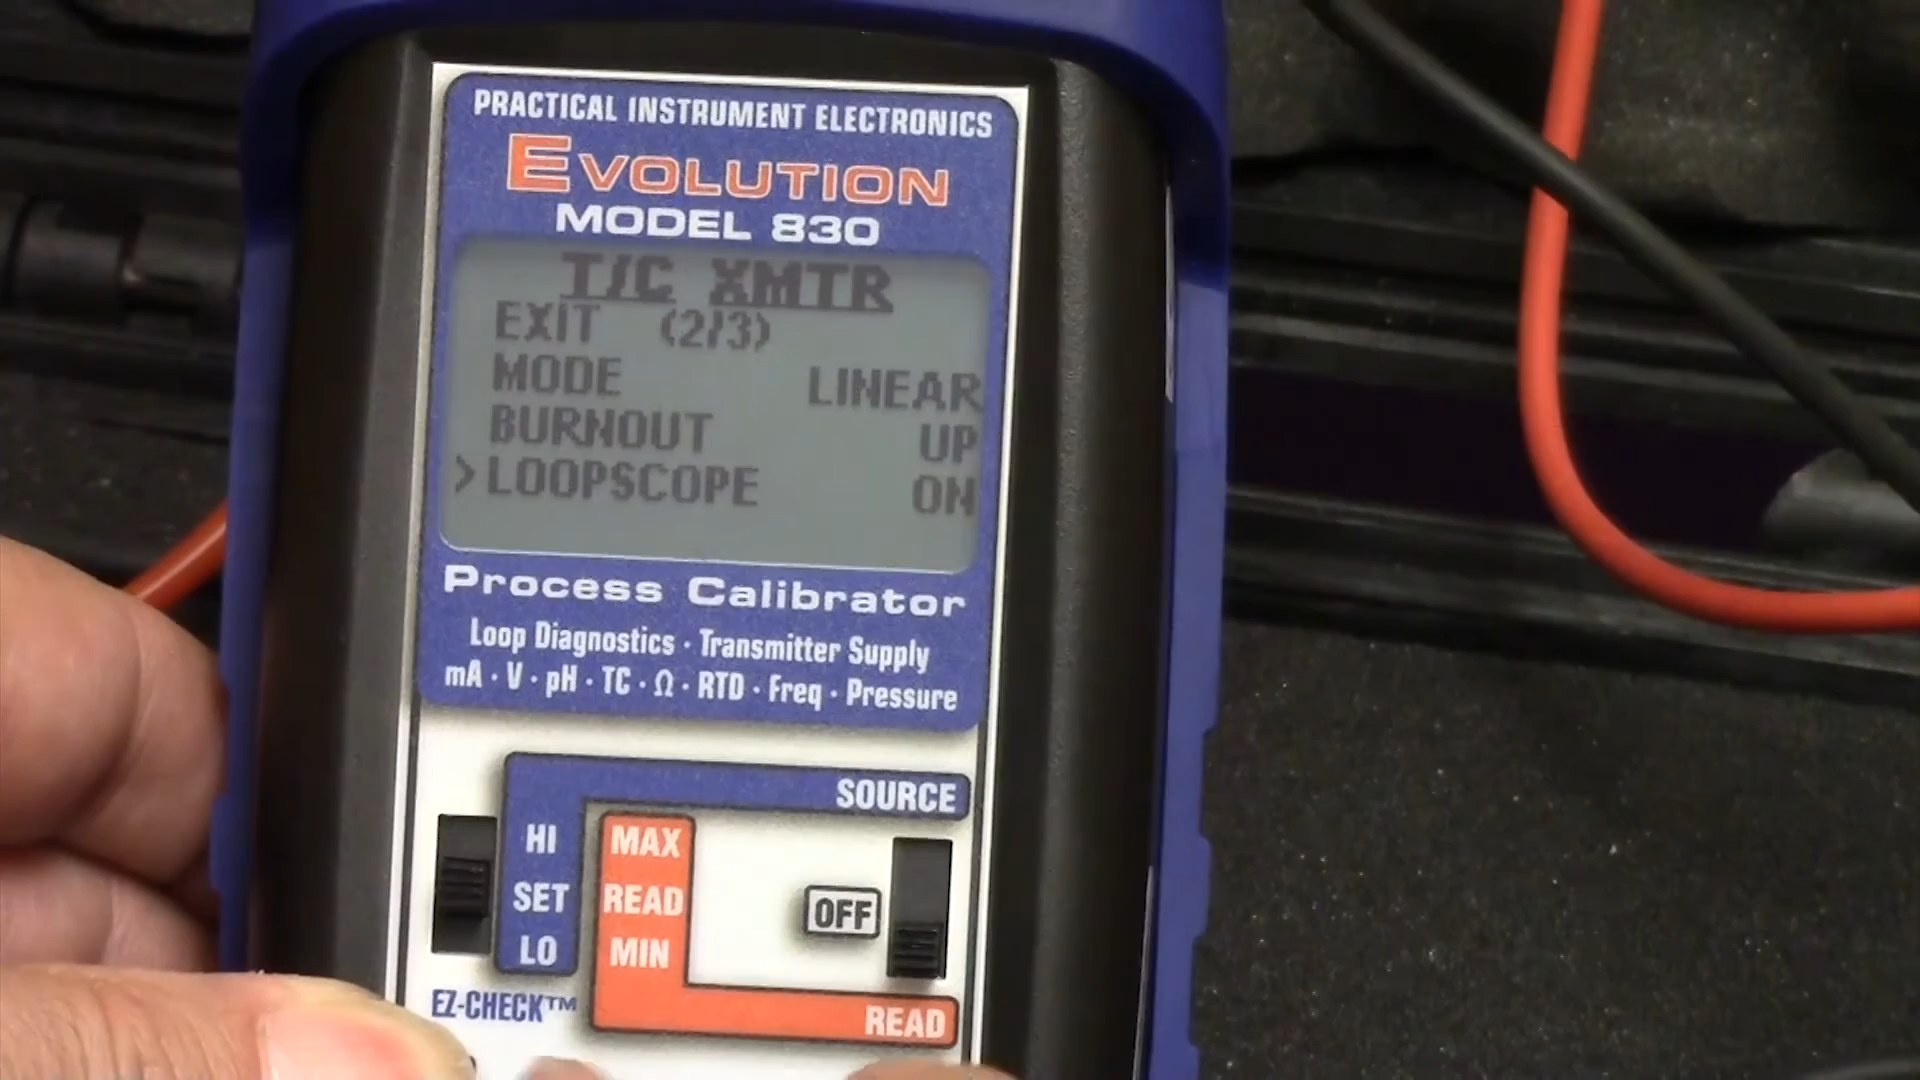 PRACTICAL INSTRUMENT ELECTRONICS
EVOLUTION
MODEL 830
T/C XMTR
EXIT (2/3)
MODE LINEAR
BURNOUT UP
>LOOPSCOPE ON
Process Calibrator
Loop Diagnostics · Transmitter Supply
mA · V · pH · TC · Ω · RTD · Freq · Pressure
SOURCE
HI MAX
SET READ OFF
LO MIN
EZ-CHECK™
READ